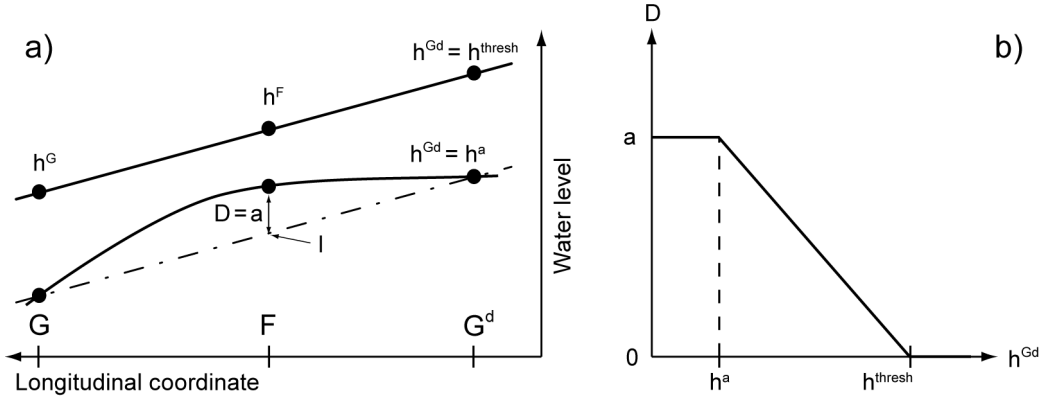 a)
h^Gd = h^thresh
h^F
h^G
h^Gd = h^a
D = a
I
Water level
G
F
G^d
Longitudinal coordinate
b)
D
a
0
h^a
h^thresh
h^Gd